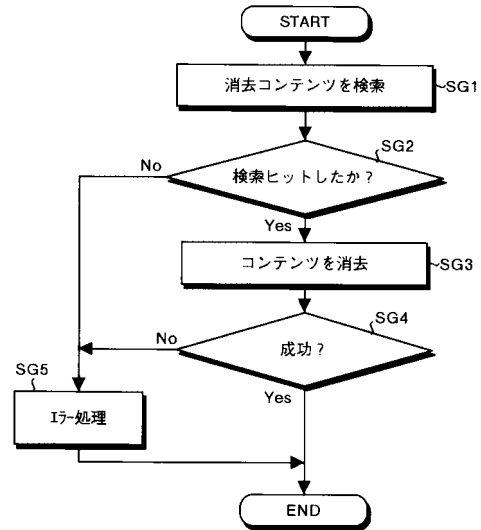 START
消去コンテンツを検索
SG1
SG2
検索ヒットしたか？
No
Yes
コンテンツを消去
SG3
SG4
成功？
No
Yes
SG5
ｴﾗｰ処理
END